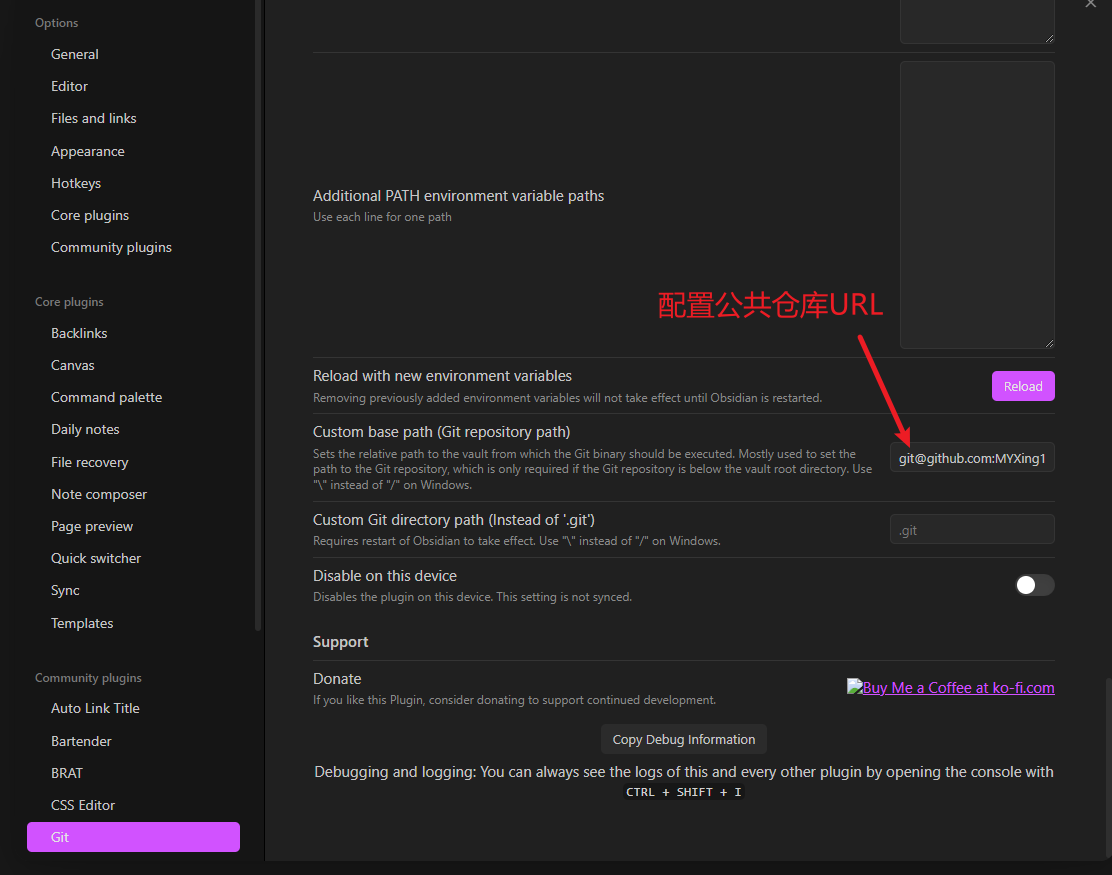 Options
General
Editor
Files and links
Appearance
Hotkeys
Core plugins
Community plugins
Core plugins
Backlinks
Canvas
Command palette
Daily notes
File recovery
Note composer
Page preview
Quick switcher
Sync
Templates
Community plugins
Auto Link Title
Bartender
BRAT
CSS Editor
Git
Additional PATH environment variable paths
Use each line for one path
配置公共仓库URL
Reload with new environment variables
Removing previously added environment variables will not take effect until Obsidian is restarted.
Reload
Custom base path (Git repository path)
Sets the relative path to the vault from which the Git binary should be executed. Mostly used to set the
path to the Git repository, which is only required if the Git repository is below the vault root directory. Use
"\" instead of "/" on Windows.
git@github.com:MYXing1
Custom Git directory path (Instead of '.git')
Requires restart of Obsidian to take effect. Use "\" instead of "/" on Windows.
.git
Disable on this device
Disables the plugin on this device. This setting is not synced.
Support
Donate
If you like this Plugin, consider donating to support continued development.
Buy Me a Coffee at ko-fi.com
Copy Debug Information
Debugging and logging: You can always see the logs of this and every other plugin by opening the console with
CTRL + SHIFT + I